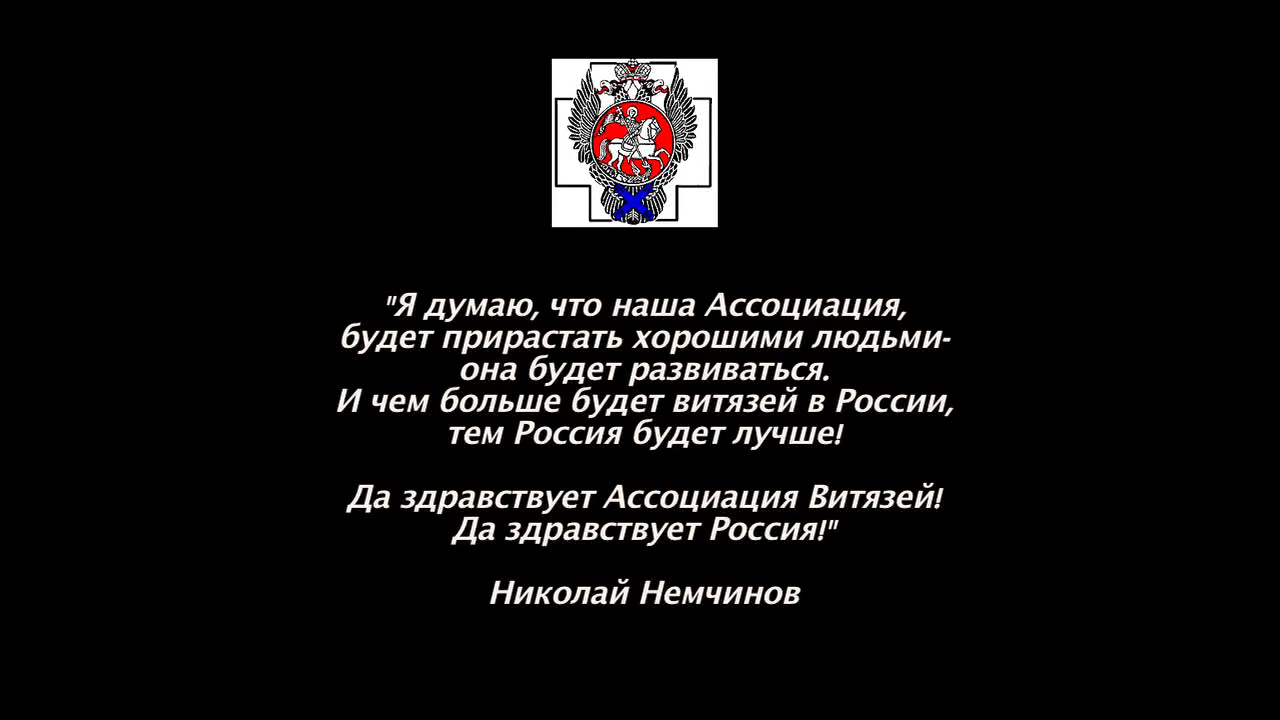 "Я думаю, что наша Ассоциация,
будет прирастать хорошими людьми-
она будет развиваться.
И чем больше будет витязей в России,
тем Россия будет лучше!
Да здравствует Ассоциация Витязей!
Да здравствует Россия!"
Николай Немчинов